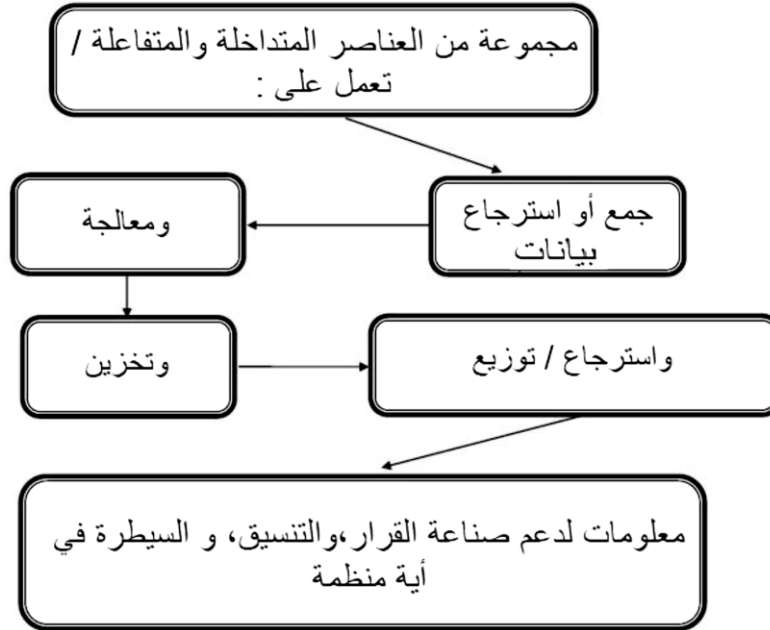 مجموعة من العناصر المتداخلة والمتفاعلة /
تعمل على :
جمع أو استرجاع
بيانات
ومعالجة
وتخزين
واسترجاع / توزيع
معلومات لدعم صناعة القرار،والتنسيق، و السيطرة في
أية منظمة